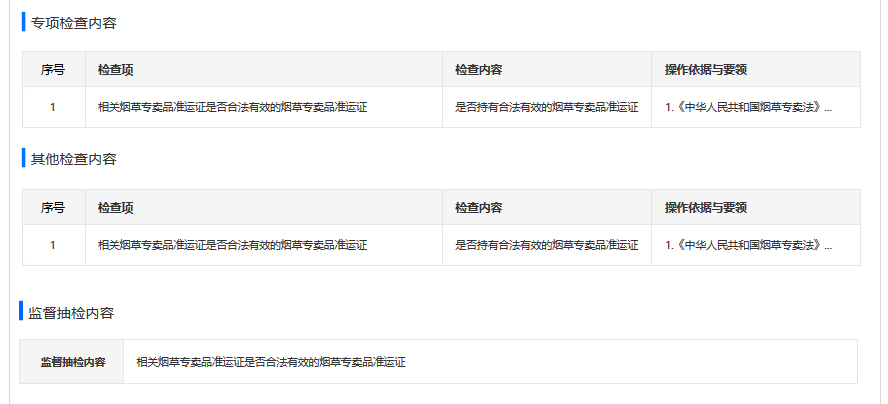 专项检查内容
序号 检查项 检查内容 操作依据与要领
1 相关烟草专卖品准运证是否合法有效的烟草专卖品准运证 是否持有合法有效的烟草专卖品准运证 1.《中华人民共和国烟草专卖法》...
其他检查内容
序号 检查项 检查内容 操作依据与要领
1 相关烟草专卖品准运证是否合法有效的烟草专卖品准运证 是否持有合法有效的烟草专卖品准运证 1.《中华人民共和国烟草专卖法》...
监督抽检内容
监督抽检内容 相关烟草专卖品准运证是否合法有效的烟草专卖品准运证